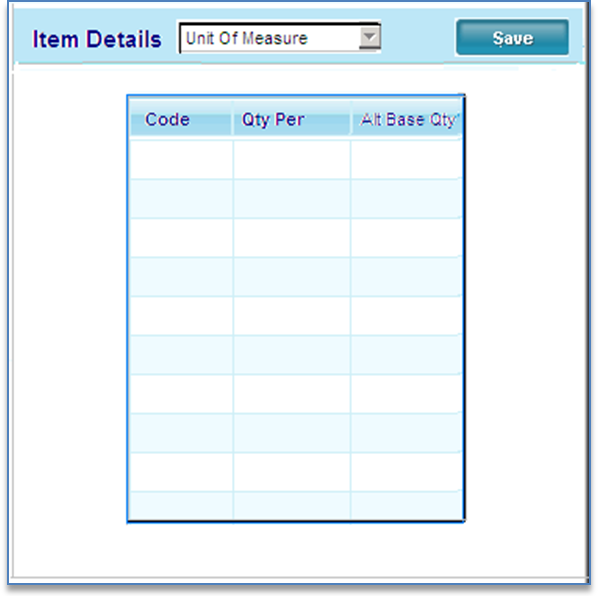 Item Details Unit Of Measure Save
Code Qty Per Alt Base Qty